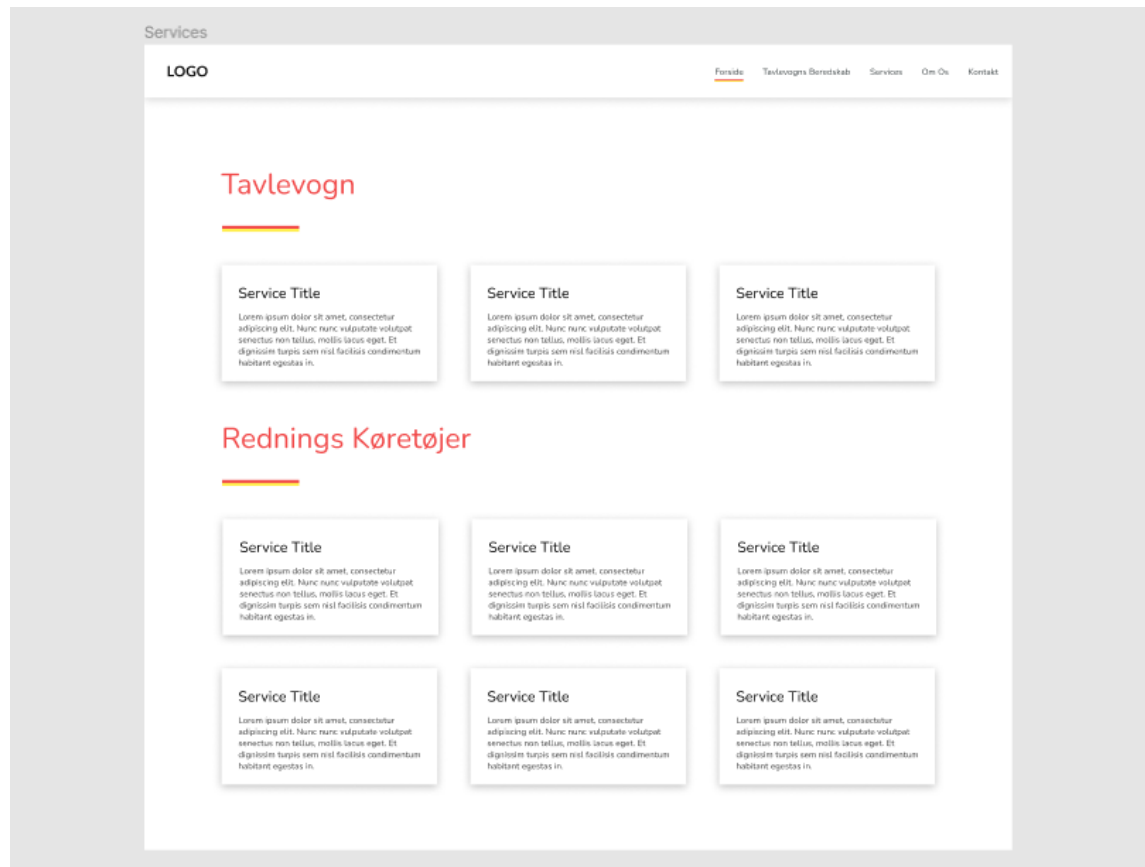 Services
LOGO
Forside Tavlevogns Beredskab Services Om Os Kontakt
Tavlevogn
Service Title
Lorem ipsum dolor sit amet, consectetur
adipiscing elit. Nunc nunc vulputate volutpat
senectus non tellus, mollis lacus eget. Et
dignissim turpis sem nisl facilisis condimentum
habitant egestas in.
Service Title
Lorem ipsum dolor sit amet, consectetur
adipiscing elit. Nunc nunc vulputate volutpat
senectus non tellus, mollis lacus eget. Et
dignissim turpis sem nisl facilisis condimentum
habitant egestas in.
Service Title
Lorem ipsum dolor sit amet, consectetur
adipiscing elit. Nunc nunc vulputate volutpat
senectus non tellus, mollis lacus eget. Et
dignissim turpis sem nisl facilisis condimentum
habitant egestas in.
Rednings Køretøjer
Service Title
Lorem ipsum dolor sit amet, consectetur
adipiscing elit. Nunc nunc vulputate volutpat
senectus non tellus, mollis lacus eget. Et
dignissim turpis sem nisl facilisis condimentum
habitant egestas in.
Service Title
Lorem ipsum dolor sit amet, consectetur
adipiscing elit. Nunc nunc vulputate volutpat
senectus non tellus, mollis lacus eget. Et
dignissim turpis sem nisl facilisis condimentum
habitant egestas in.
Service Title
Lorem ipsum dolor sit amet, consectetur
adipiscing elit. Nunc nunc vulputate volutpat
senectus non tellus, mollis lacus eget. Et
dignissim turpis sem nisl facilisis condimentum
habitant egestas in.
Service Title
Lorem ipsum dolor sit amet, consectetur
adipiscing elit. Nunc nunc vulputate volutpat
senectus non tellus, mollis lacus eget. Et
dignissim turpis sem nisl facilisis condimentum
habitant egestas in.
Service Title
Lorem ipsum dolor sit amet, consectetur
adipiscing elit. Nunc nunc vulputate volutpat
senectus non tellus, mollis lacus eget. Et
dignissim turpis sem nisl facilisis condimentum
habitant egestas in.
Service Title
Lorem ipsum dolor sit amet, consectetur
adipiscing elit. Nunc nunc vulputate volutpat
senectus non tellus, mollis lacus eget. Et
dignissim turpis sem nisl facilisis condimentum
habitant egestas in.